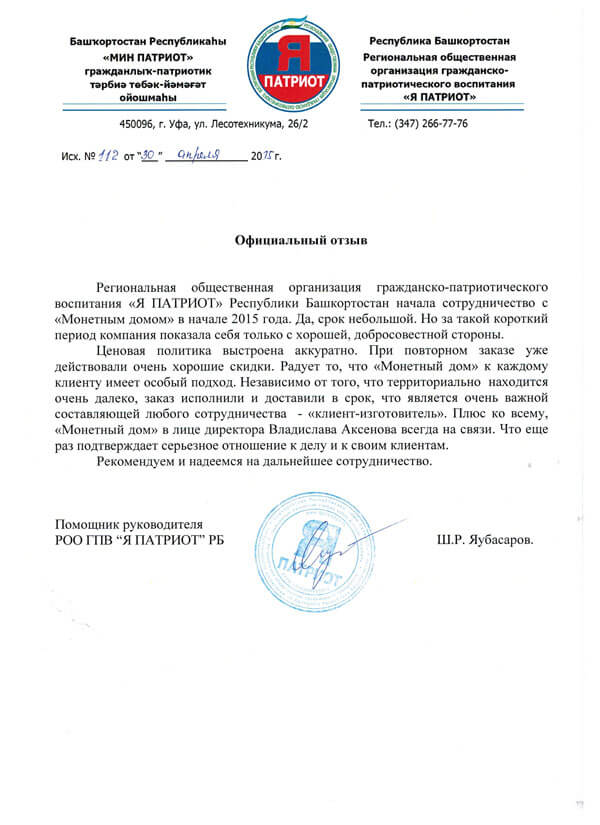 Башҡортостан Республикаһы
«МИН ПАТРИОТ»
гражданлыҡ-патриотик
тәрбиә төбәк-йәмәғәт
ойошмаһы
Я
ПАТРИОТ
Республика Башкортостан
Региональная общественная
организация гражданско-
патриотического воспитания
«Я ПАТРИОТ»
450096, г. Уфа, ул. Лесотехникума, 26/2 Тел.: (347) 266-77-76
Исх. № 112 от “30” апреля 2015 г.
Официальный отзыв
Региональная общественная организация гражданско-патриотического
воспитания «Я ПАТРИОТ» Республики Башкортостан начала сотрудничество с
«Монетным домом» в начале 2015 года. Да, срок небольшой. Но за такой короткий
период компания показала себя только с хорошей, добросовестной стороны.
Ценовая политика выстроена аккуратно. При повторном заказе уже
действовали очень хорошие скидки. Радует то, что «Монетный дом» к каждому
клиенту имеет особый подход. Независимо от того, что территориально находится
очень далеко, заказ исполнили и доставили в срок, что является очень важной
составляющей любого сотрудничества - «клиент-изготовитель». Плюс ко всему,
«Монетный дом» в лице директора Владислава Аксенова всегда на связи. Что еще
раз подтверждает серьезное отношение к делу и к своим клиентам.
Рекомендуем и надеемся на дальнейшее сотрудничество.
Помощник руководителя
РОО ГПВ “Я ПАТРИОТ” РБ
Я
ПАТРИОТ
Ш.Р. Яубасаров.